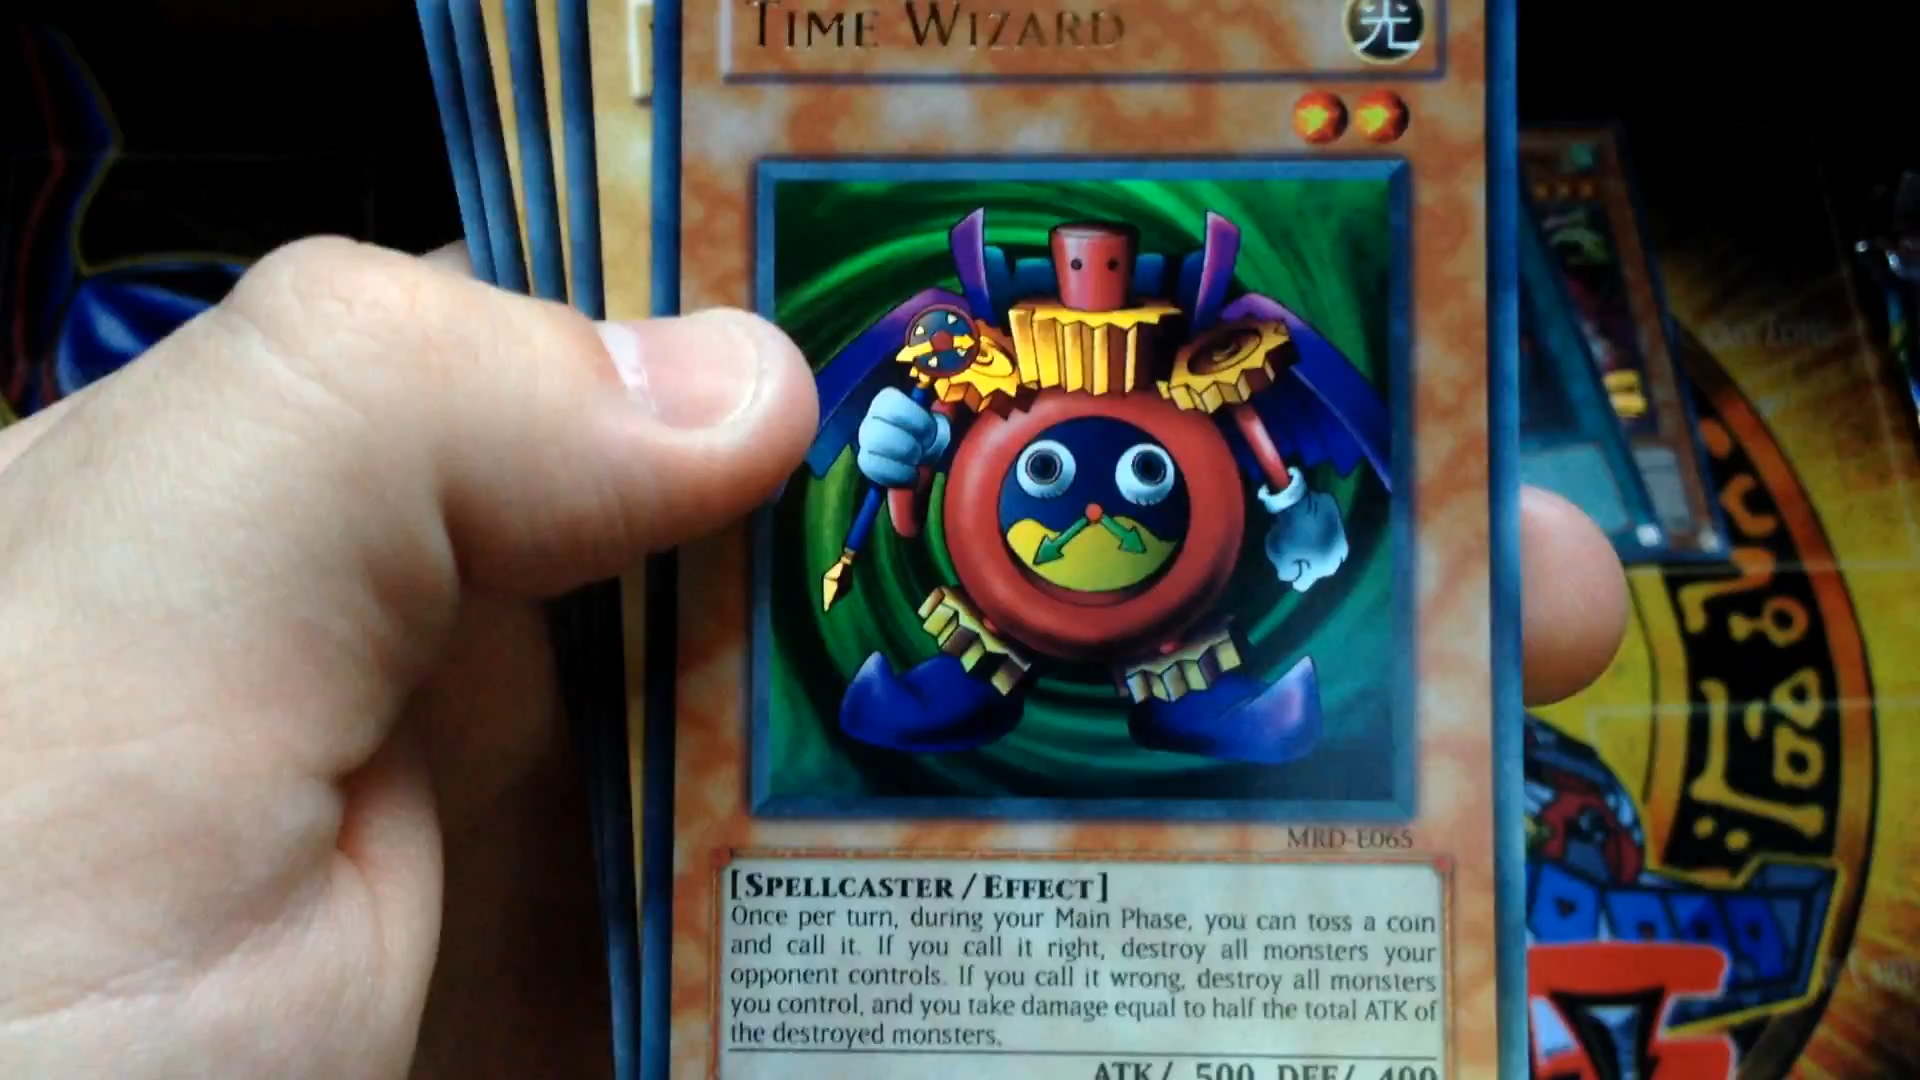 TIME WIZARD
光
MRD-E065
[SPELLCASTER / EFFECT]
Once per turn, during your Main Phase, you can toss a coin
and call it. If you call it right, destroy all monsters your
opponent controls. If you call it wrong, destroy all monsters
you control, and you take damage equal to half the total ATK of
the destroyed monsters.
ATK/ 500 DEF/ 400